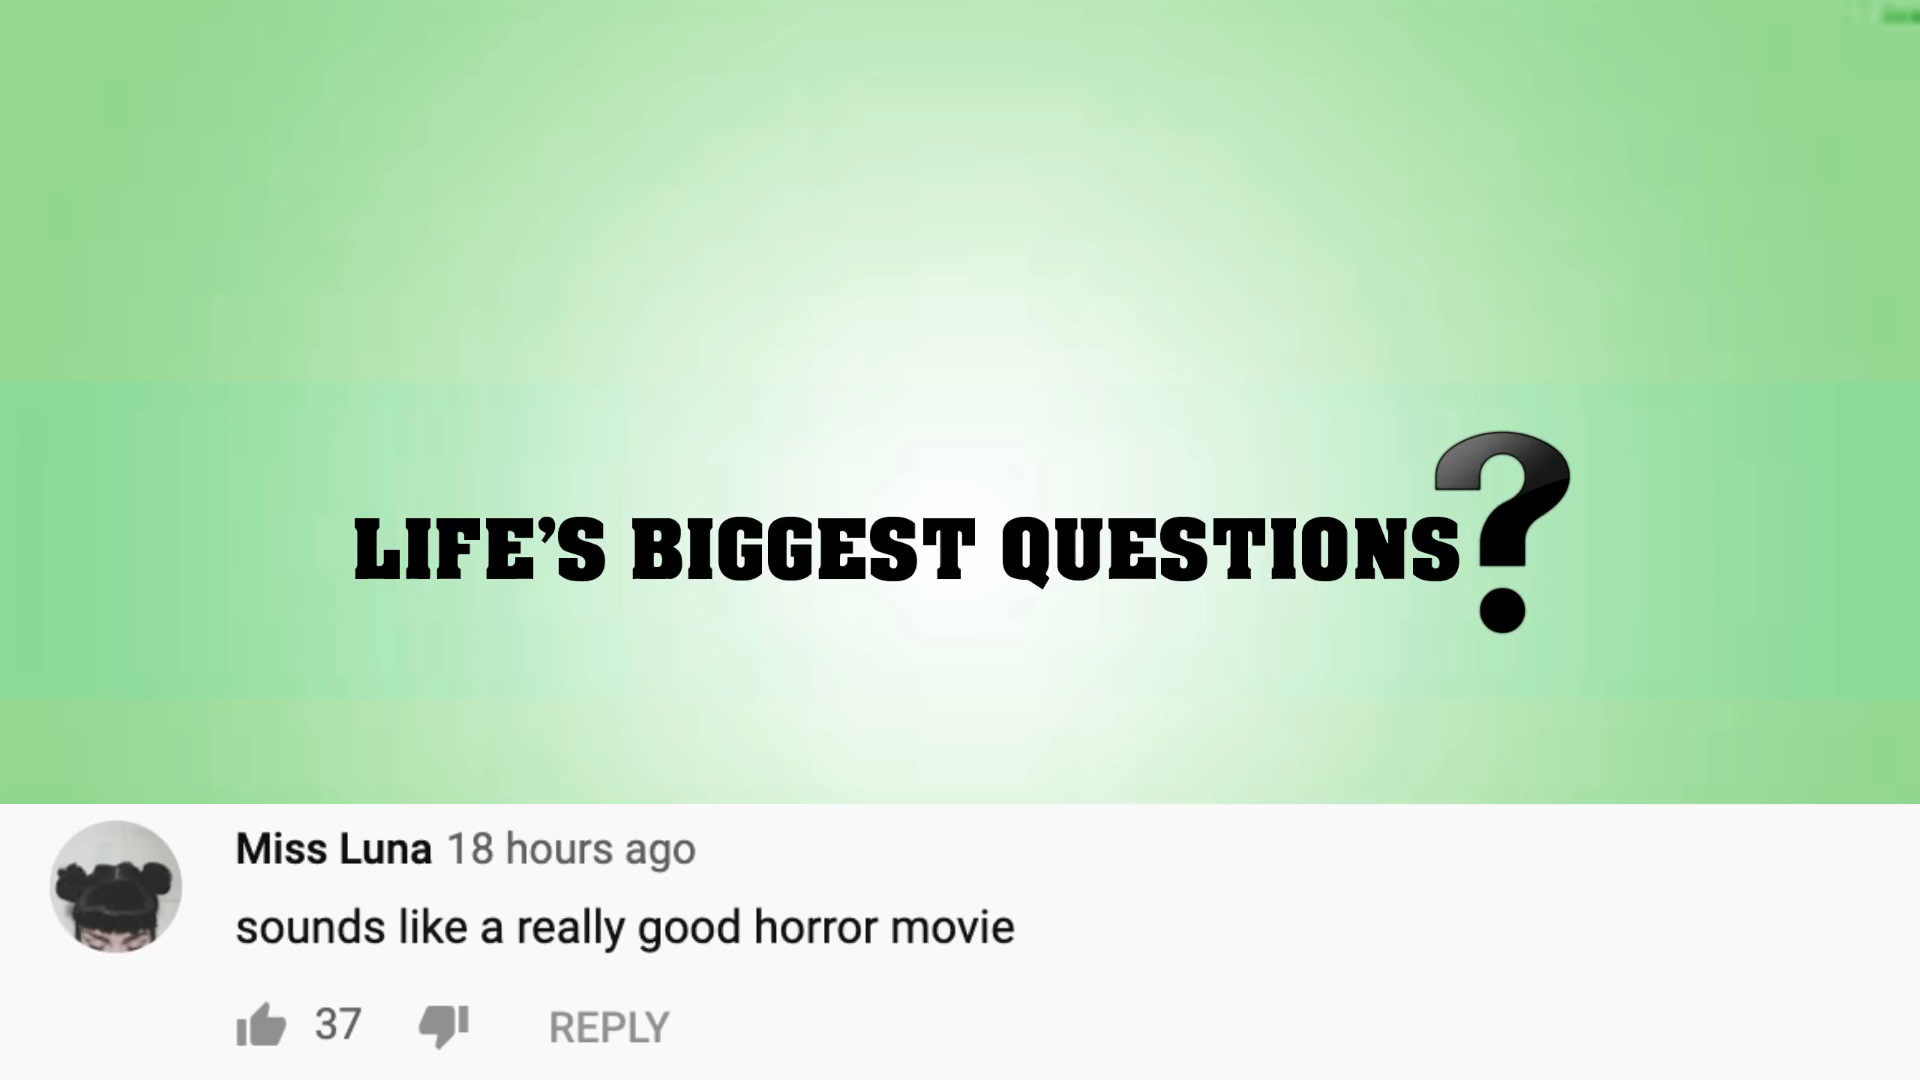 LIFE'S BIGGEST QUESTIONS?
Miss Luna 18 hours ago
sounds like a really good horror movie
37 REPLY